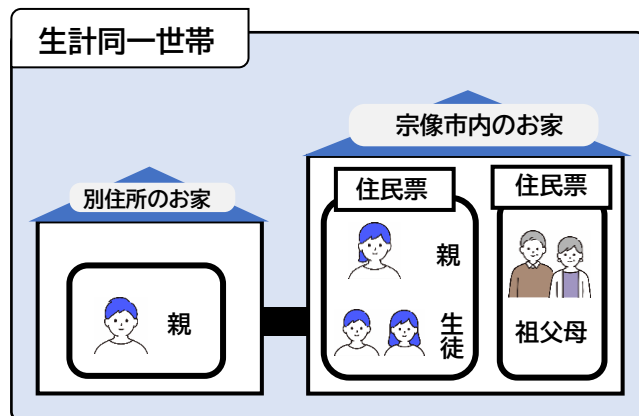 生計同一世帯
宗像市内のお家
別住所のお家
住民票
住民票
親
親
生徒
祖父母